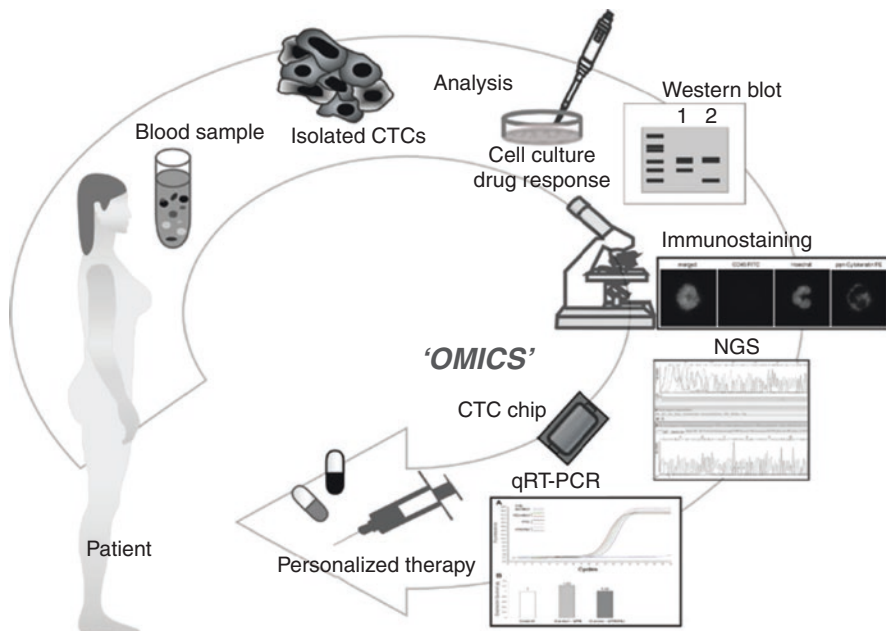 Analysis
Western blot
1 2
Blood sample
Isolated CTCs
Cell culture
drug response
Immunostaining
merged
Hoechst
NGS
'OMICS'
CTC chip
qRT-PCR
A
Cycles
B
Personalized therapy
Patient